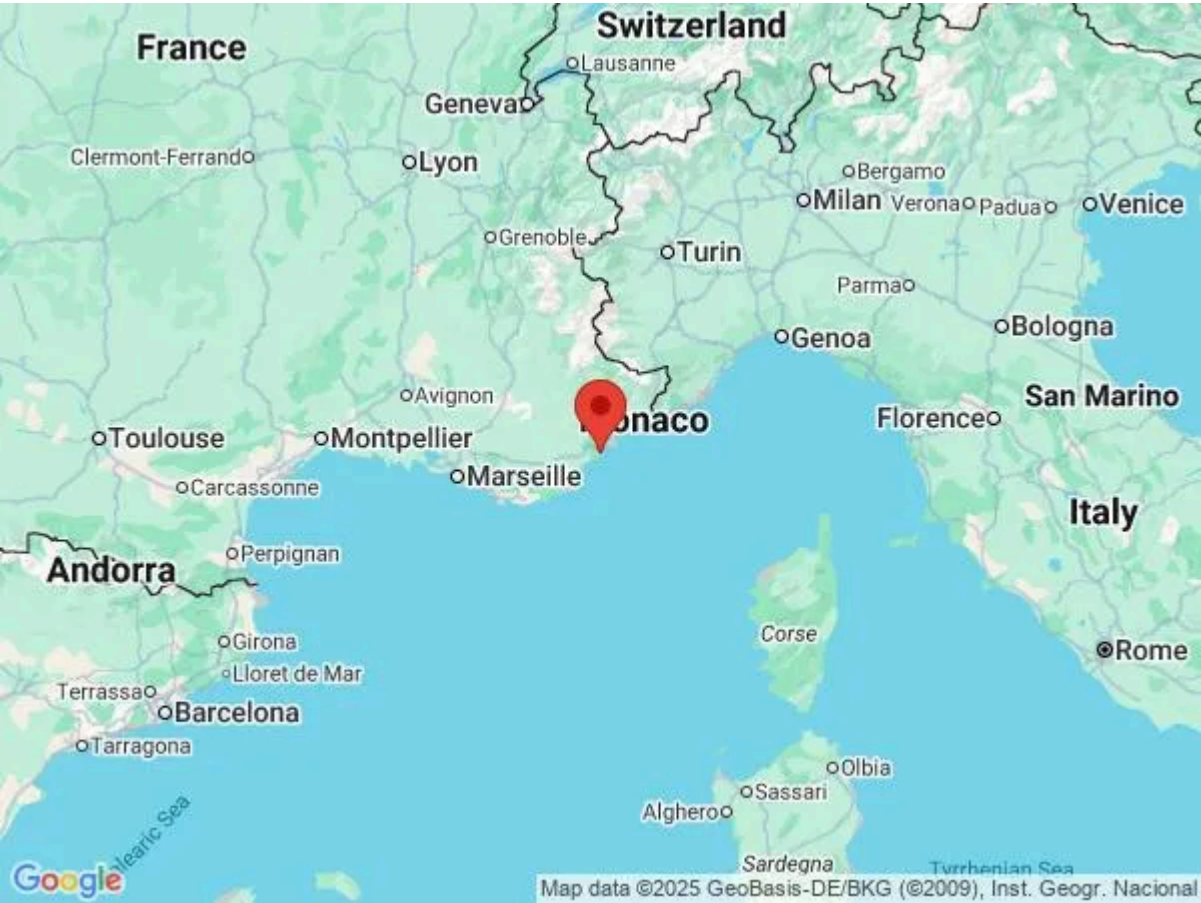 Switzerland
France
Lausanne
Geneva
Clermont-Ferrand
Lyon
Bergamo
Milan
Verona
Padua
Venice
Grenoble
Turin
Parma
Bologna
Genoa
Avignon
San Marino
Toulouse
Montpellier
Florence
Marseille
Carcassonne
Italy
Perpignan
Andorra
Corse
Girona
Rome
Lloret de Mar
Terrassa
Barcelona
Tarragona
Olbia
Sassari
Alghero
Sardegna
Tyrrhenian Sea
Google
Map data ©2025 GeoBasis-DE/BKG (©2009), Inst. Geogr. Nacional